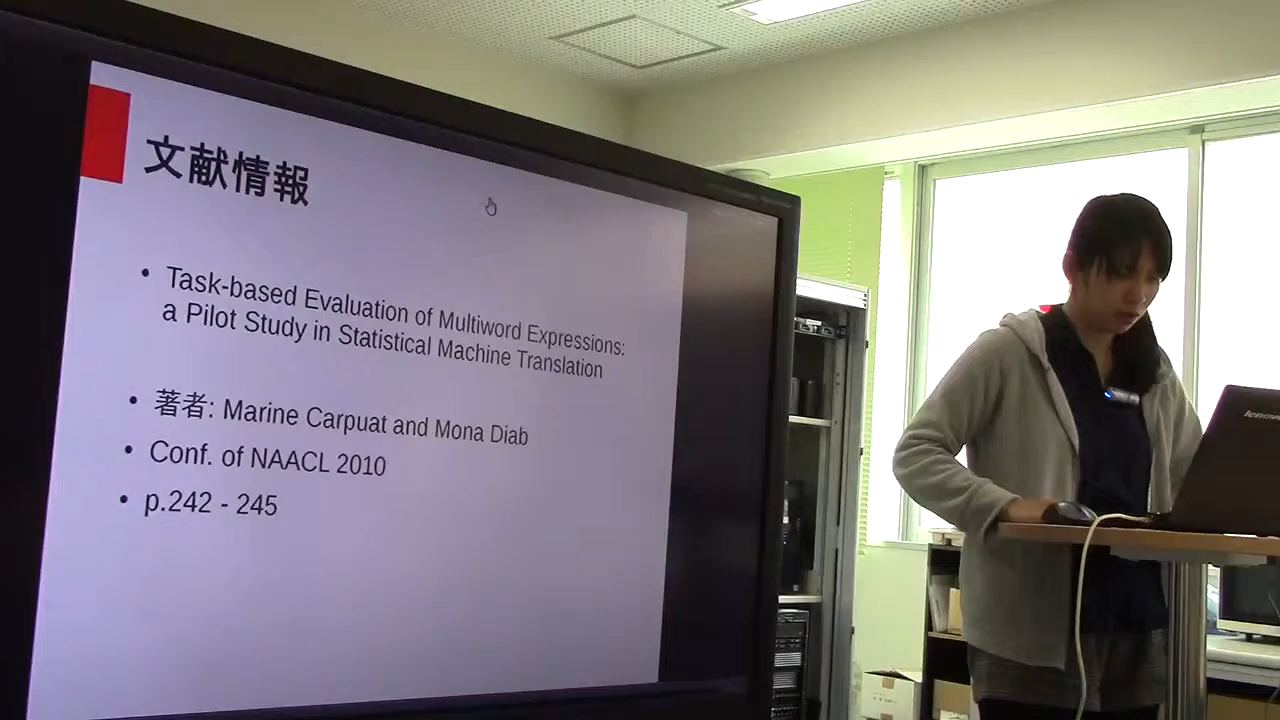 文献情報
• Task-based Evaluation of Multiword Expressions:
a Pilot Study in Statistical Machine Translation
• 著者: Marine Carpuat and Mona Diab
• Conf. of NAACL 2010
• p.242 - 245
lenovo